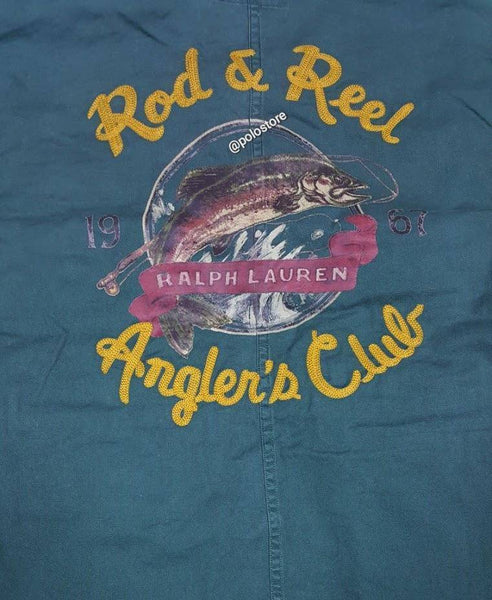 Rod & Reel
@polostore
19 67
RALPH LAUREN
Angler's Club